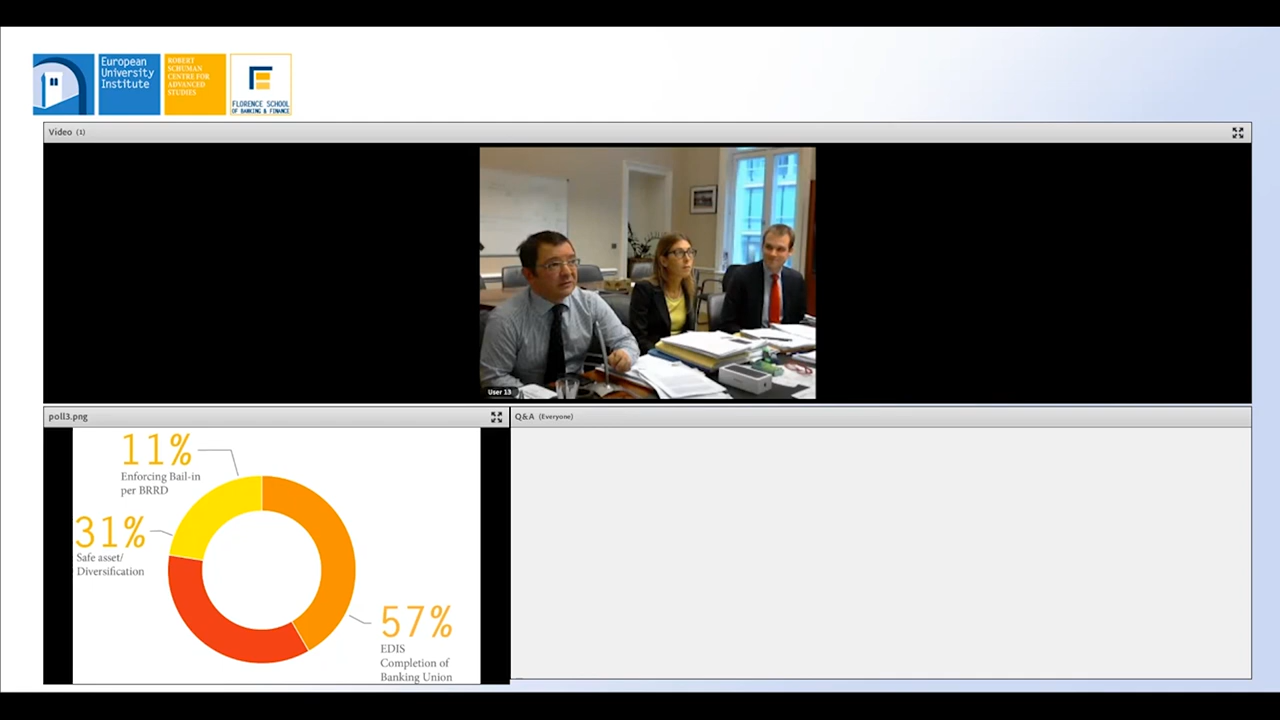 European
University
Institute
ROBERT
SCHUMAN
CENTRE FOR
ADVANCED
STUDIES
FLORENCE SCHOOL
OF BANKING & FINANCE
Video (1)
User 13
poll3.png
Q&A (Everyone)
11%
Enforcing Bail-in
per BRRD
31%
Safe asset/
Diversification
57%
EDIS
Completion of
Banking Union